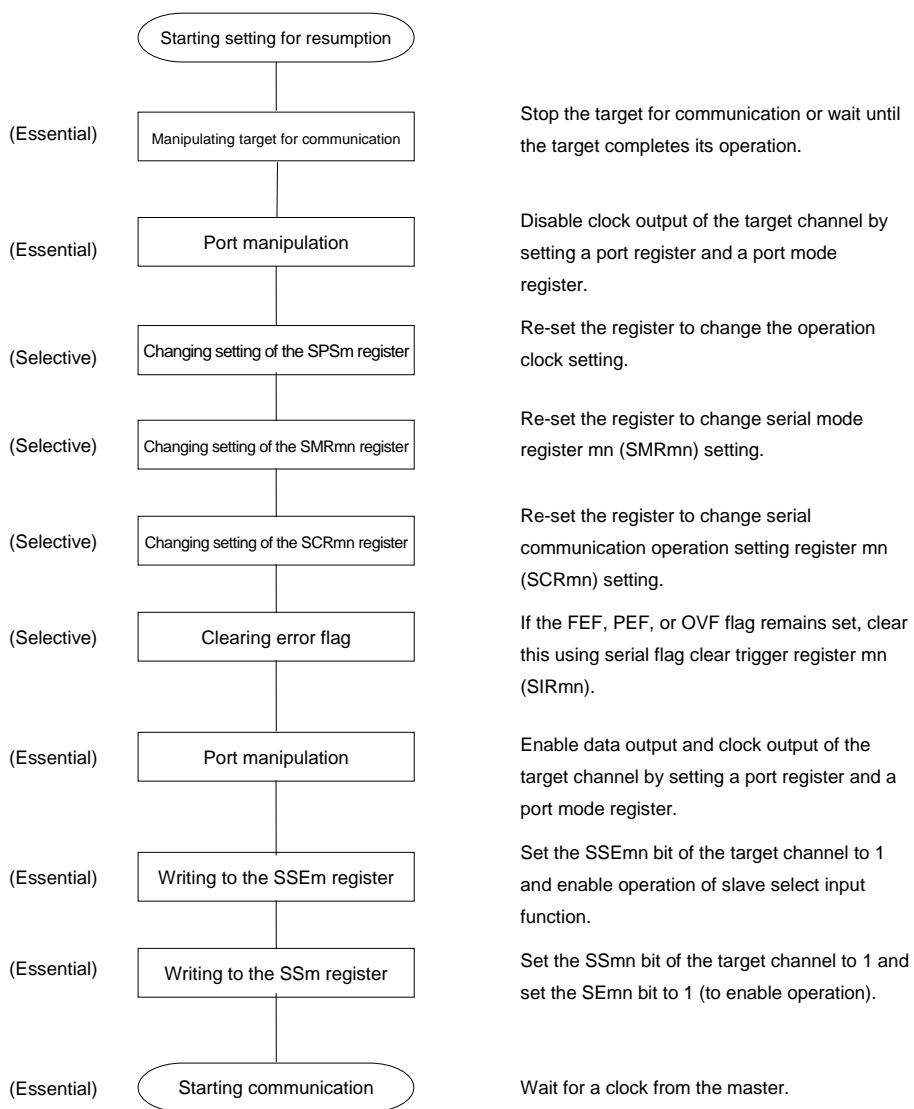 Starting setting for resumption
(Essential)
Manipulating target for communication
Stop the target for communication or wait until
the target completes its operation.
(Essential)
Port manipulation
Disable clock output of the target channel by
setting a port register and a port mode
register.
(Selective)
Changing setting of the SPSm register
Re-set the register to change the operation
clock setting.
(Selective)
Changing setting of the SMRmn register
Re-set the register to change serial mode
register mn (SMRmn) setting.
(Selective)
Changing setting of the SCRmn register
Re-set the register to change serial
communication operation setting register mn
(SCRmn) setting.
(Selective)
Clearing error flag
If the FEF, PEF, or OVF flag remains set, clear
this using serial flag clear trigger register mn
(SIRmn).
(Essential)
Port manipulation
Enable data output and clock output of the
target channel by setting a port register and a
port mode register.
(Essential)
Writing to the SSEm register
Set the SSEmn bit of the target channel to 1
and enable operation of slave select input
function.
(Essential)
Writing to the SSm register
Set the SSmn bit of the target channel to 1 and
set the SEmn bit to 1 (to enable operation).
(Essential)
Starting communication
Wait for a clock from the master.